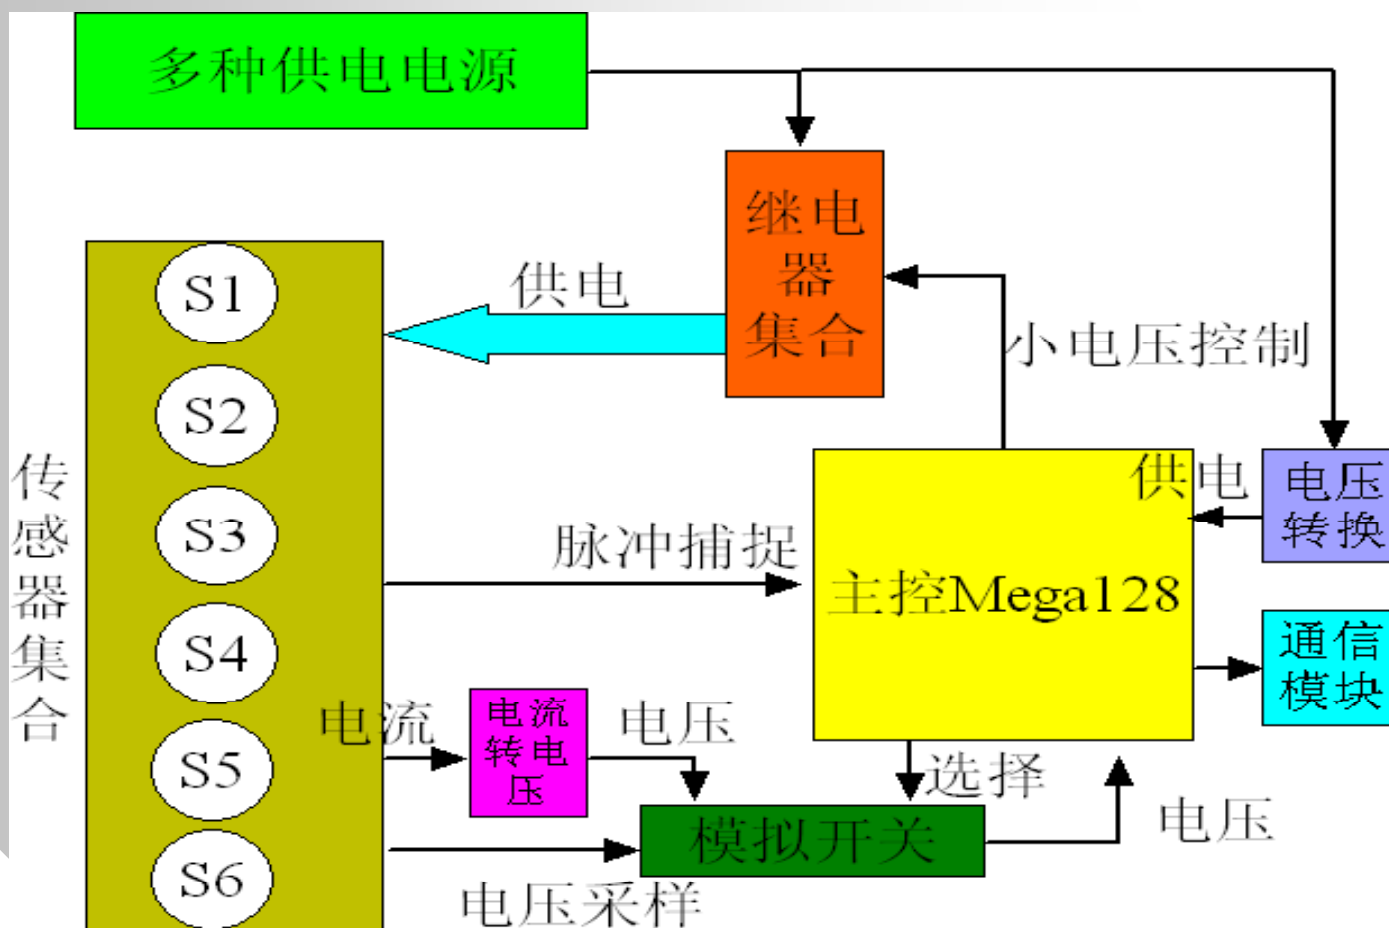 多种供电电源
继电
器
集合
供电
小电压控制
S1
S2
S3
S4
S5
S6
传
感
器
集
合
供电
电压
转换
脉冲捕捉
主控Mega128
通信
模块
电流
电流
转电
压
电压
选择
模拟开关
电压
电压采样